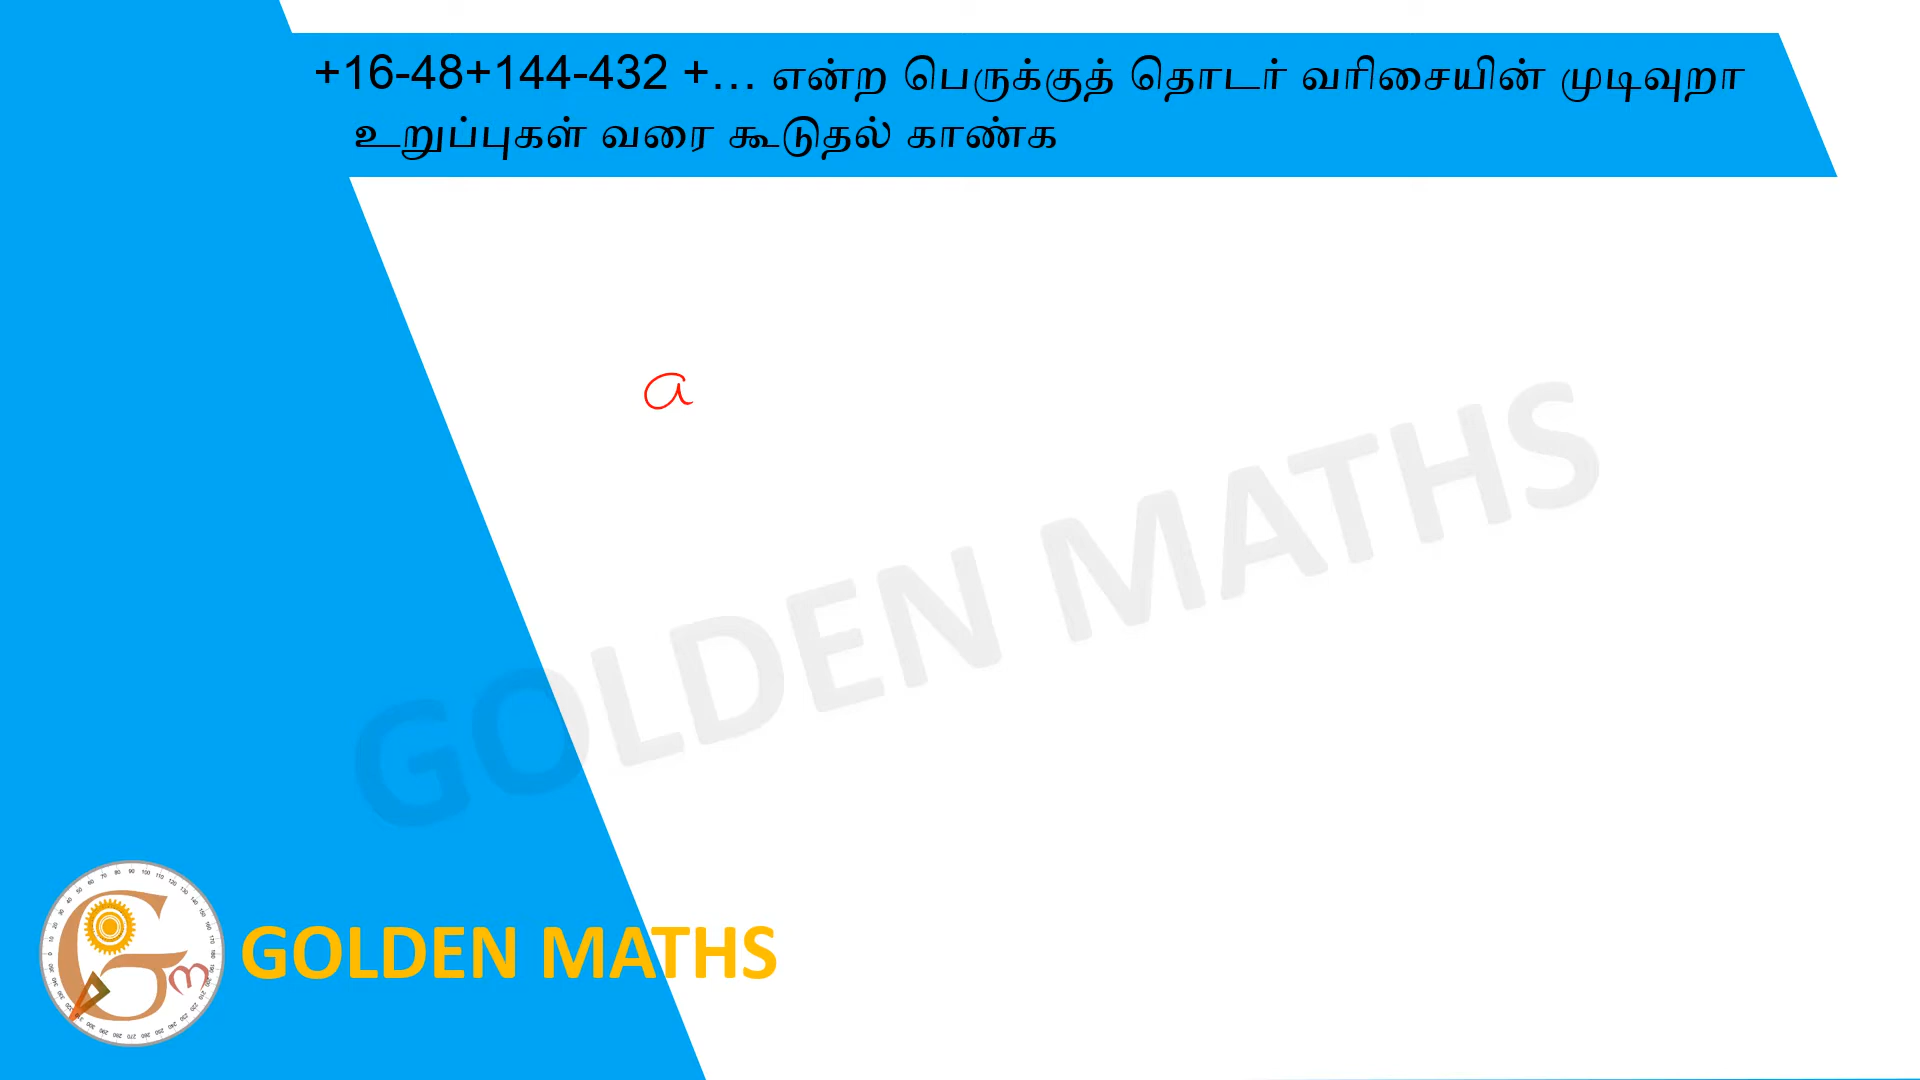 +16-48+144-432 +... என்ற பெருக்குத் தொடர் வரிசையின் முடிவுறா
உறுப்புகள் வரை கூடுதல் காண்க
a
GOLDEN MATHS
GOLDEN MATHS